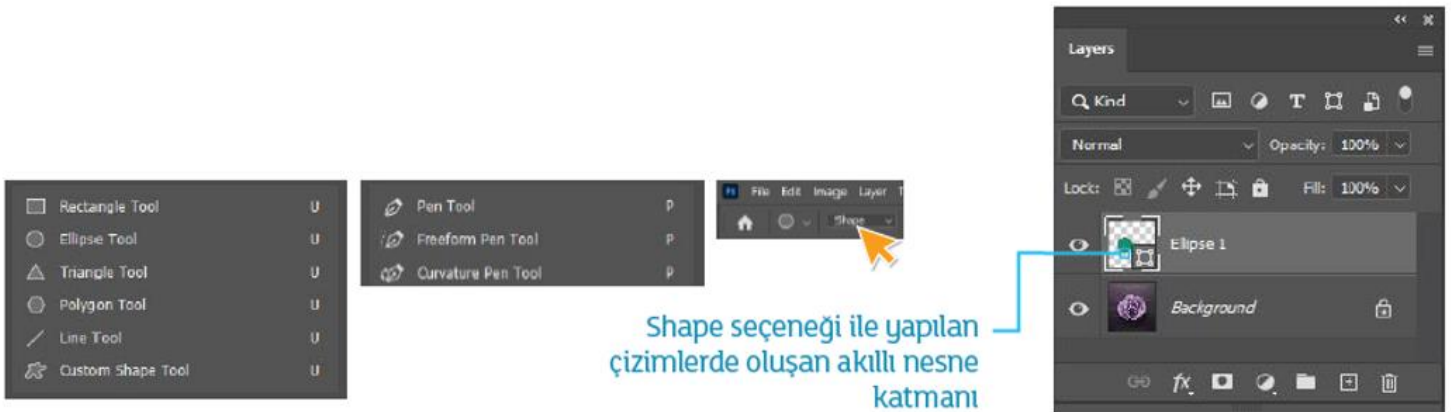 Rectangle Tool U
Ellipse Tool U
Triangle Tool U
Polygon Tool U
Line Tool U
Custom Shape Tool U
Pen Tool P
Freeform Pen Tool P
Curvature Pen Tool P
Ps File Edit Image Layer T
Shape
Shape seçeneği ile yapılan
çizimlerde oluşan akıllı nesne
katmanı
Layers
Kind T
Normal Opacity: 100%
Lock: Fill: 100%
Ellipse 1
Background
fx